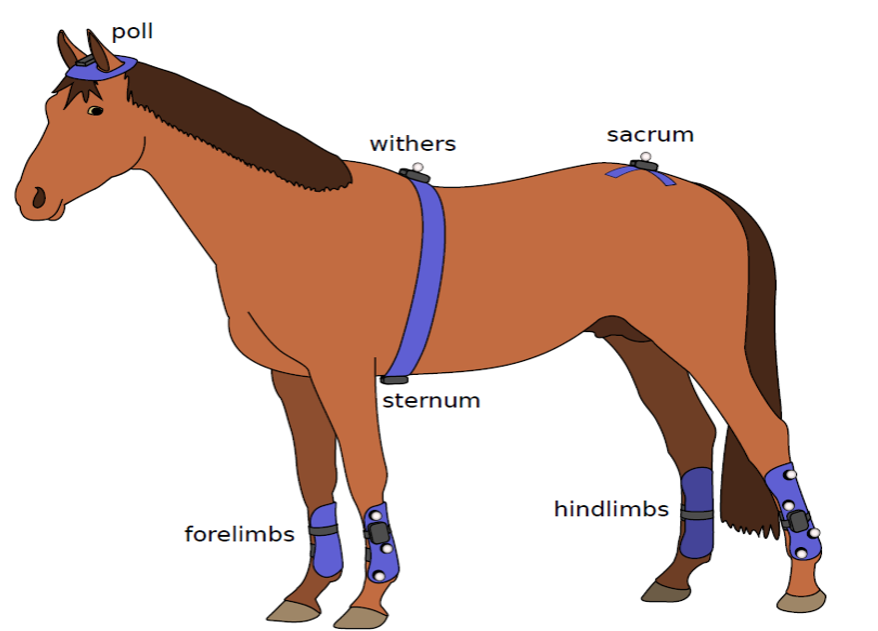 poll
withers
sacrum
sternum
hindlimbs
forelimbs